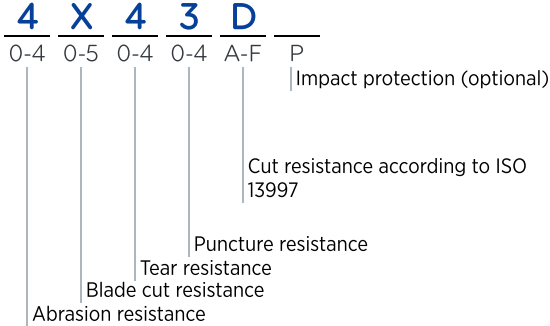 4 X 4 3 D
0-4 0-5 0-4 0-4 A-F P
Impact protection (optional)
Cut resistance according to ISO
13997
Puncture resistance
Tear resistance
Blade cut resistance
Abrasion resistance